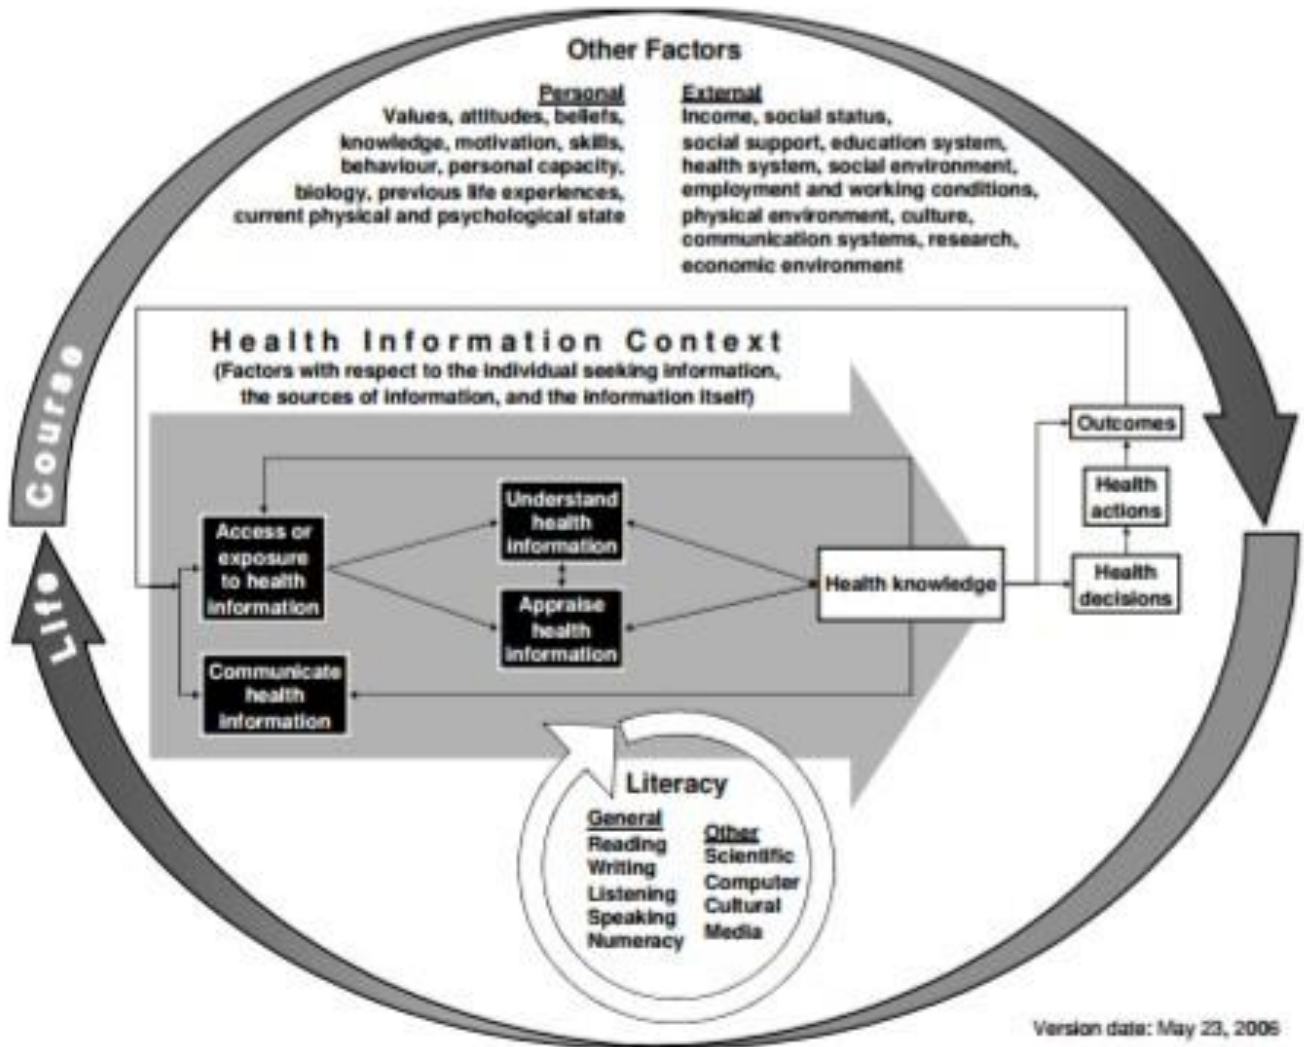 Other Factors
Personal
Values, attitudes, beliefs,
knowledge, motivation, skills,
behaviour, personal capacity,
biology, previous life experiences,
current physical and psychological state
External
Income, social status,
social support, education system,
health system, social environment,
employment and working conditions,
physical environment, culture,
communication systems, research,
economic environment
Life Course
Health Information Context
(Factors with respect to the individual seeking information,
the sources of information, and the information itself)
Access or
exposure
to health
information
Understand
health
information
Appraise
health
information
Communicate
health
information
Health knowledge
Outcomes
Health
actions
Health
decisions
Literacy
General
Reading
Writing
Listening
Speaking
Numeracy
Other
Scientific
Computer
Cultural
Media
Version date: May 23, 2006